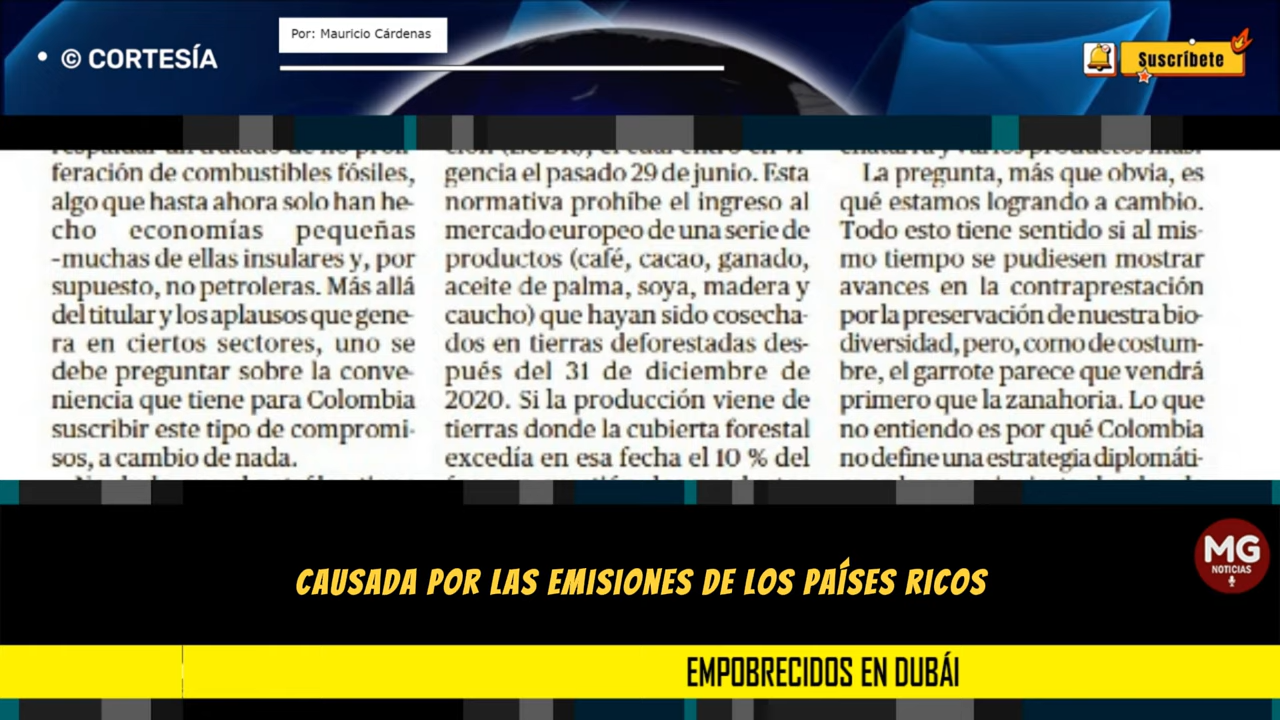 © CORTESÍA
Por: Mauricio Cárdenas
Suscríbete
feración de combustibles fósiles,
algo que hasta ahora solo han he-
cho economías pequeñas
-muchas de ellas insulares y, por
supuesto, no petroleras. Más allá
del titular y los aplausos que gene-
ra en ciertos sectores, uno se
debe preguntar sobre la conve-
niencia que tiene para Colombia
suscribir este tipo de compromi-
sos, a cambio de nada.
gencia el pasado 29 de junio. Esta
normativa prohíbe el ingreso al
mercado europeo de una serie de
productos (café, cacao, ganado,
aceite de palma, soya, madera y
caucho) que hayan sido cosecha-
dos en tierras deforestadas des-
pués del 31 de diciembre de
2020. Si la producción viene de
tierras donde la cubierta forestal
excedía en esa fecha el 10 % del
La pregunta, más que obvia, es
qué estamos logrando a cambio.
Todo esto tiene sentido si al mis-
mo tiempo se pudiesen mostrar
avances en la contraprestación
por la preservación de nuestra bio-
diversidad, pero, como de costum-
bre, el garrote parece que vendrá
primero que la zanahoria. Lo que
no entiendo es por qué Colombia
no define una estrategia diplomáti-
MG
NOTICIAS
CAUSADA POR LAS EMISIONES DE LOS PAÍSES RICOS
EMPOBRECIDOS EN DUBÁI